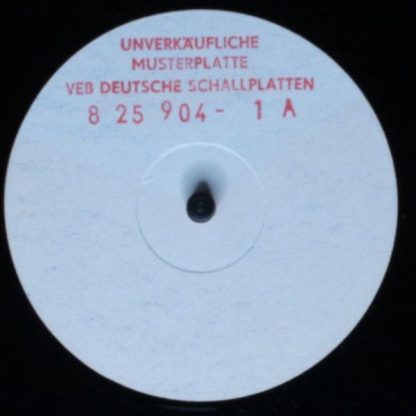 UNVERKÄUFLICHE
MUSTERPLATTE
VEB DEUTSCHE SCHALLPLATTEN
8 25 904- 1 A